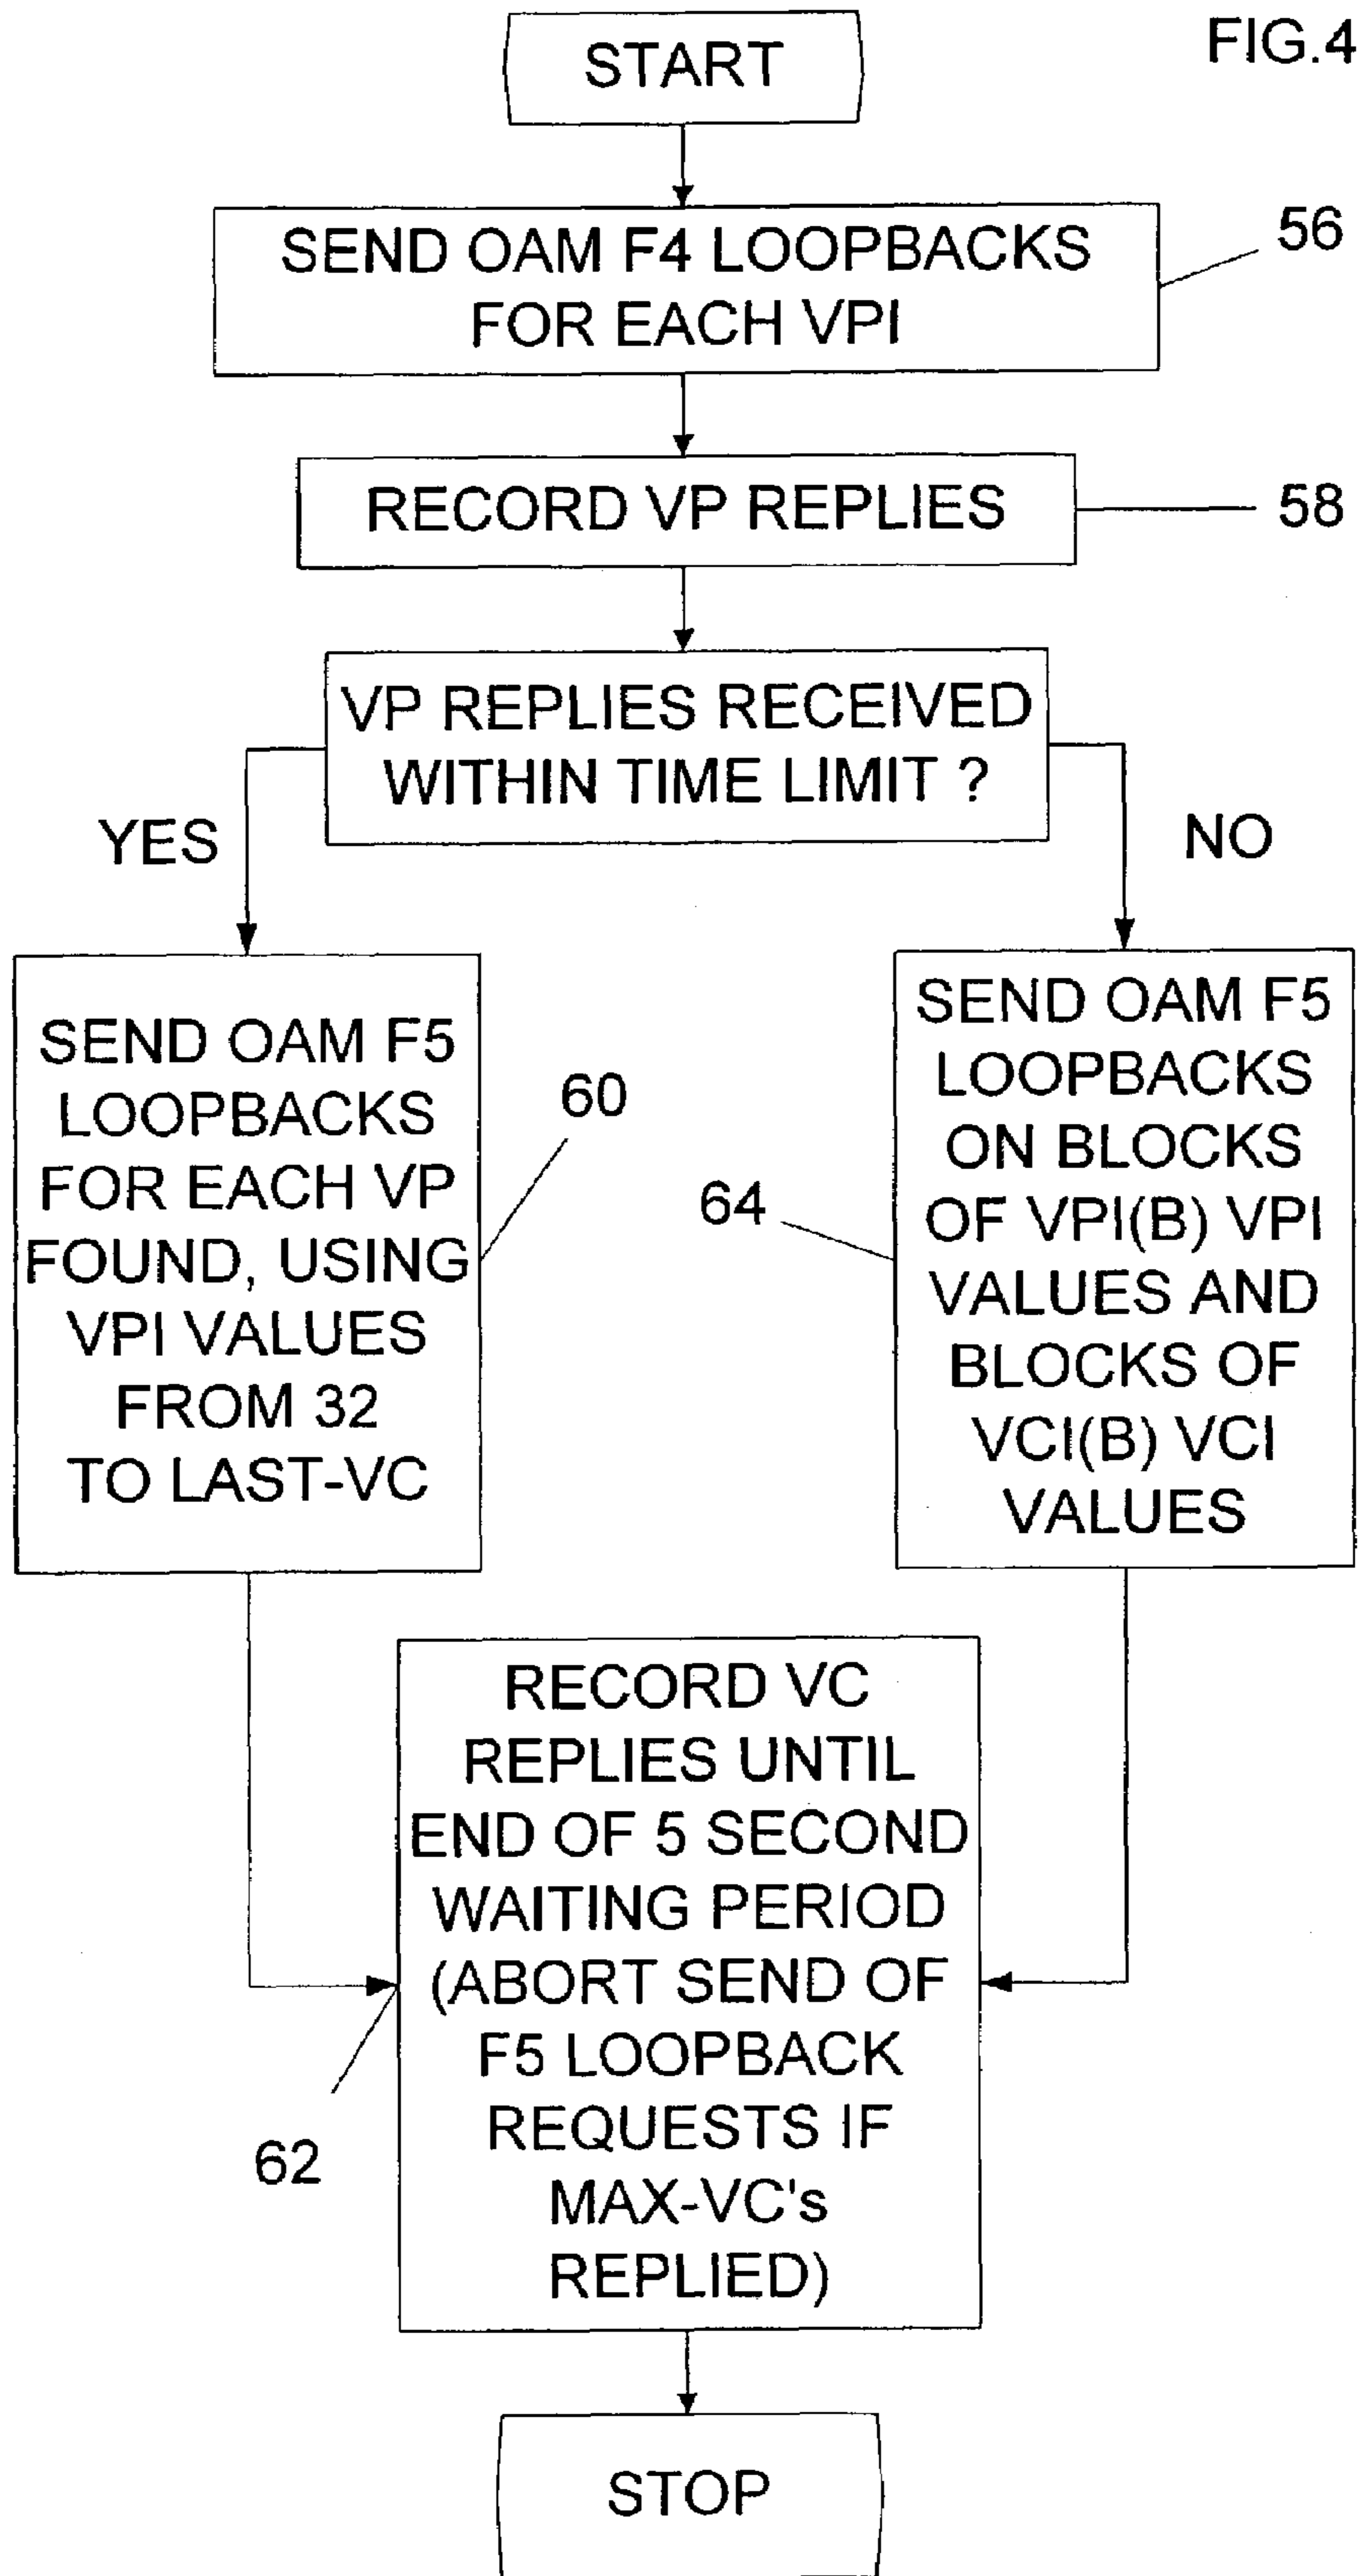 FIG.4
START
SEND OAM F4 LOOPBACKS
FOR EACH VPI
56
RECORD VP REPLIES
58
VP REPLIES RECEIVED
WITHIN TIME LIMIT ?
YES
NO
SEND OAM F5
LOOPBACKS
FOR EACH VP
FOUND, USING
VPI VALUES
FROM 32
TO LAST-VC
60
SEND OAM F5
LOOPBACKS
ON BLOCKS
OF VPI(B) VPI
VALUES AND
BLOCKS OF
VCI(B) VCI
VALUES
64
RECORD VC
REPLIES UNTIL
END OF 5 SECOND
WAITING PERIOD
(ABORT SEND OF
F5 LOOPBACK
REQUESTS IF
MAX-VC's
REPLIED)
62
STOP